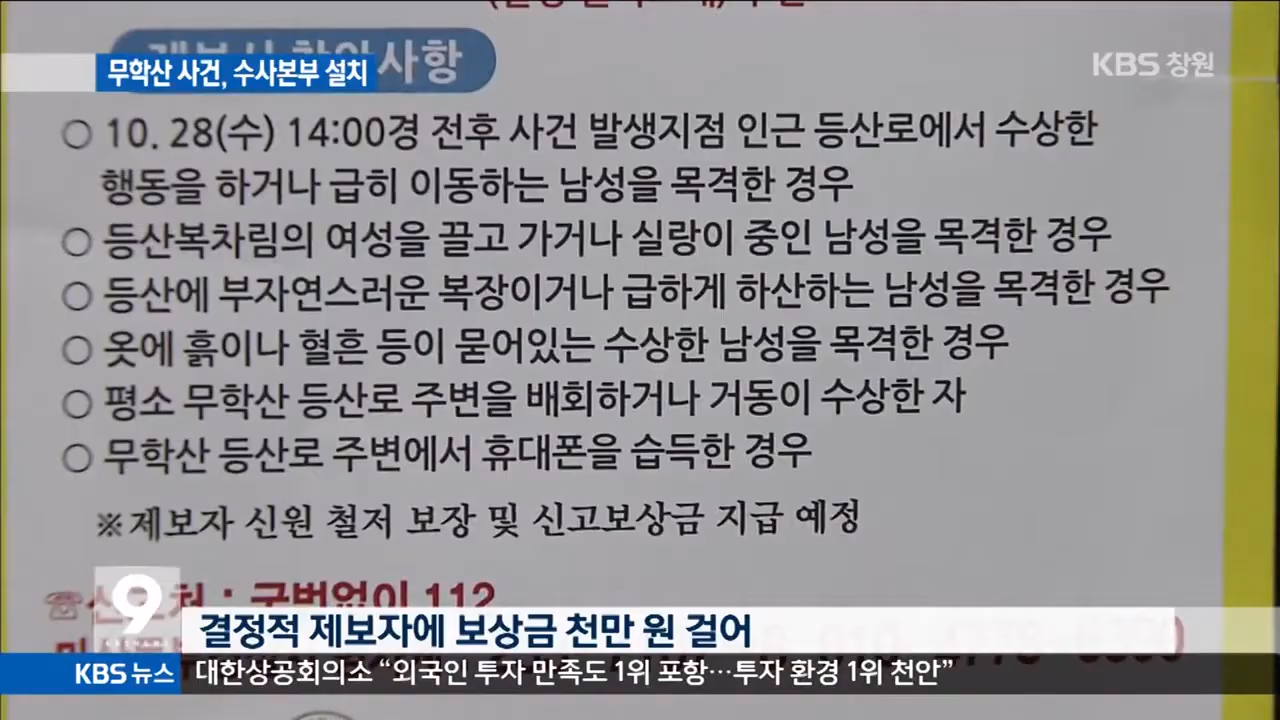 무학산 사건, 수사본부 설치
사항
KBS 창원
○ 10. 28(수) 14:00경 전후 사건 발생지점 인근 등산로에서 수상한
행동을 하거나 급히 이동하는 남성을 목격한 경우
○ 등산복차림의 여성을 끌고 가거나 실랑이 중인 남성을 목격한 경우
○ 등산에 부자연스러운 복장이거나 급하게 하산하는 남성을 목격한 경우
○ 옷에 흙이나 혈흔 등이 묻어있는 수상한 남성을 목격한 경우
○ 평소 무학산 등산로 주변을 배회하거나 거동이 수상한 자
○ 무학산 등산로 주변에서 휴대폰을 습득한 경우
※제보자 신원 철저 보장 및 신고보상금 지급 예정
국번없이 112
9
결정적 제보자에 보상금 천만 원 걸어
KBS 뉴스 대한상공회의소 “외국인 투자 만족도 1위 포항…투자 환경 1위 천안”